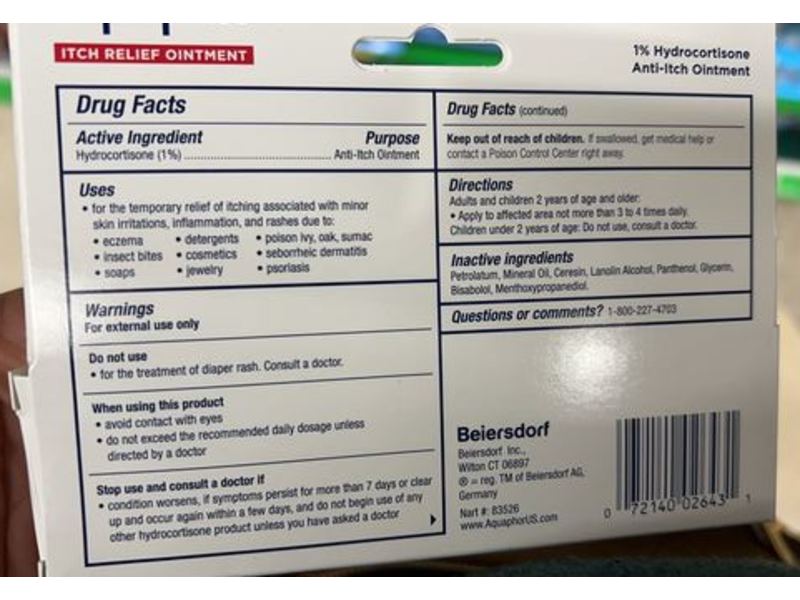 ITCH RELIEF OINTMENT
1% Hydrocortisone
Anti-Itch Ointment
Drug Facts
Active Ingredient Purpose
Hydrocortisone (1%) ........................................ Anti-Itch Ointment
Uses
• for the temporary relief of itching associated with minor
skin irritations, inflammation, and rashes due to:
• eczema • detergents • poison ivy, oak, sumac
• insect bites • cosmetics • seborrheic dermatitis
• soaps • jewelry • psoriasis
Warnings
For external use only
Do not use
• for the treatment of diaper rash. Consult a doctor.
When using this product
• avoid contact with eyes
• do not exceed the recommended daily dosage unless
directed by a doctor
Stop use and consult a doctor if
• condition worsens, if symptoms persist for more than 7 days or clear
up and occur again within a few days, and do not begin use of any
other hydrocortisone product unless you have asked a doctor
Drug Facts (continued)
Keep out of reach of children. If swallowed, get medical help or
contact a Poison Control Center right away.
Directions
Adults and children 2 years of age and older:
• Apply to affected area not more than 3 to 4 times daily.
Children under 2 years of age: Do not use, consult a doctor.
Inactive ingredients
Petrolatum, Mineral Oil, Ceresin, Lanolin Alcohol, Panthenol, Glycerin,
Bisabolol, Menthoxypropanediol.
Questions or comments? 1-800-227-4703
Beiersdorf
Beiersdorf Inc.,
Wilton CT 06897
® = reg. TM of Beiersdorf AG,
Germany
Nart #: 83526
www.AquaphorUS.com
0 72140 02643 1